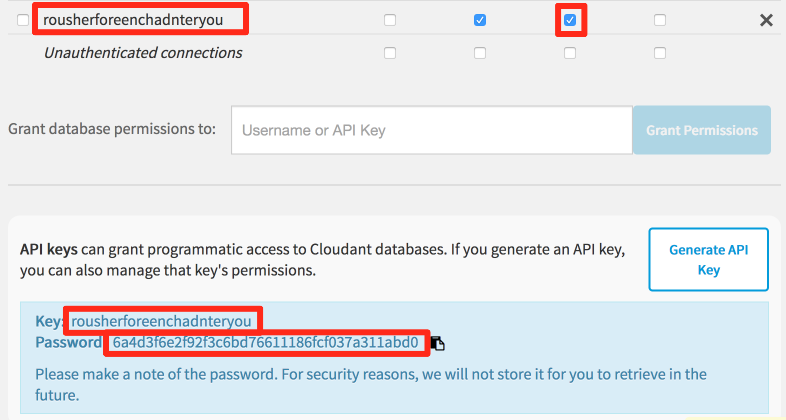 rousherforeenchadnteryou
Unauthenticated connections
Grant database permissions to: Username or API Key Grant Permissions
API keys can grant programmatic access to Cloudant databases. If you generate an API key,
you can also manage that key's permissions.
Generate API
Key
Key: rousherforeenchadnteryou
Password 6a4d3f6e2f92f3c6bd76611186fcf037a311abd0
Please make a note of the password. For security reasons, we will not store it for you to retrieve in the
future.